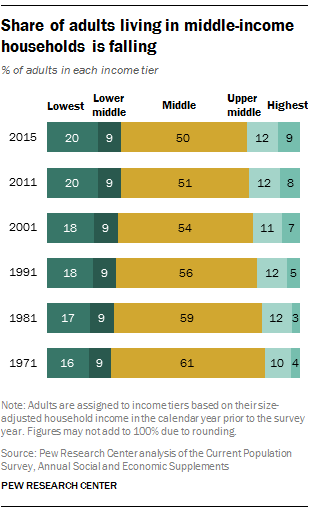 Share of adults living in middle-income
households is falling
% of adults in each income tier
Lowest Lower middle Middle Upper middle Highest
2015 20 9 50 12 9
2011 20 9 51 12 8
2001 18 9 54 11 7
1991 18 9 56 12 5
1981 17 9 59 12 3
1971 16 9 61 10 4
Note: Adults are assigned to income tiers based on their size-
adjusted household income in the calendar year prior to the survey
year. Figures may not add to 100% due to rounding.
Source: Pew Research Center analysis of the Current Population
Survey, Annual Social and Economic Supplements
PEW RESEARCH CENTER